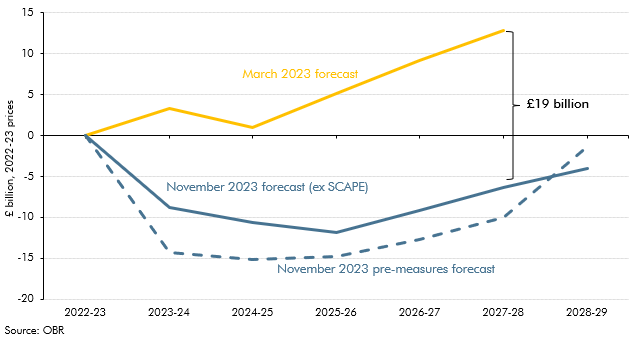 £ billion, 2022-23 prices
15
10
5
0
-5
-10
-15
-20
March 2023 forecast
£19 billion
November 2023 forecast (ex SCAPE)
November 2023 pre-measures forecast
2022-23 2023-24 2024-25 2025-26 2026-27 2027-28 2028-29
Source: OBR